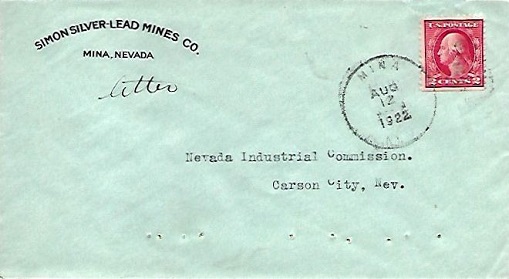 SIMON SILVER-LEAD MINES CO.
MINA, NEVADA
letter
U.S. POSTAGE
2 CENTS 2
MINA
AUG
12
1922
Nevada Industrial Commission.
Carson City, Nev.